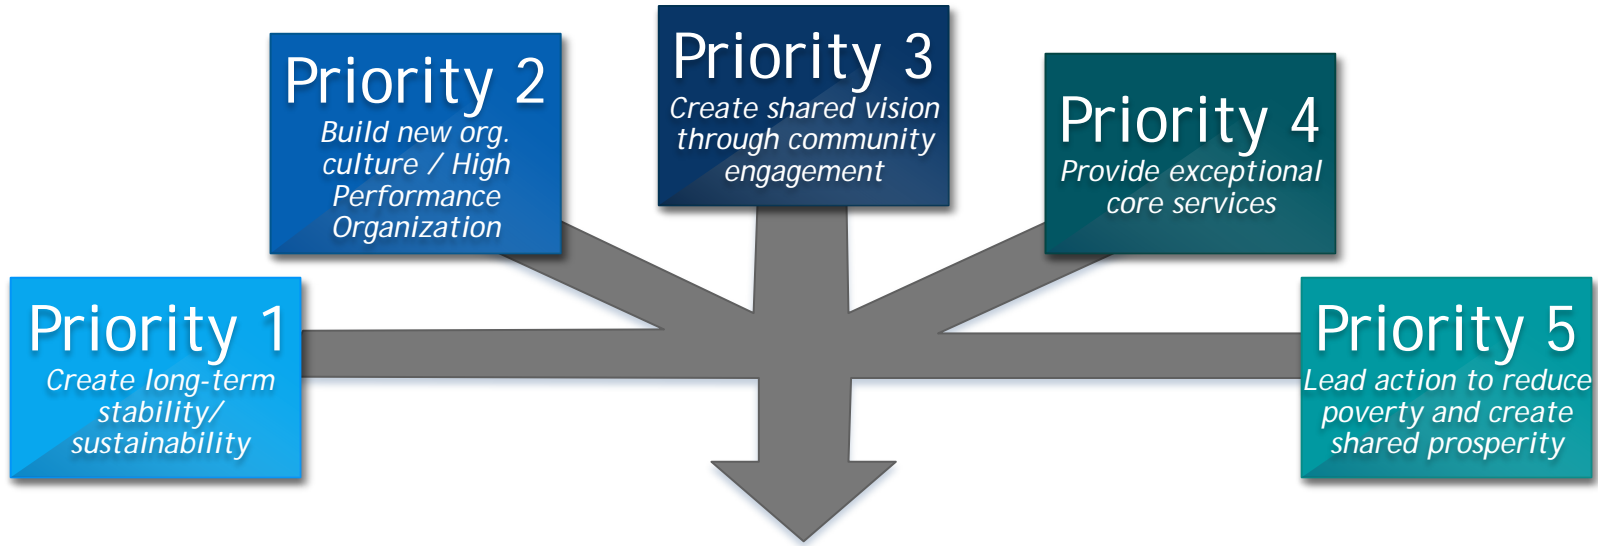 Priority 1
Create long-term
stability/
sustainability
Priority 2
Build new org.
culture / High
Performance
Organization
Priority 3
Create shared vision
through community
engagement
Priority 4
Provide exceptional
core services
Priority 5
Lead action to reduce
poverty and create
shared prosperity